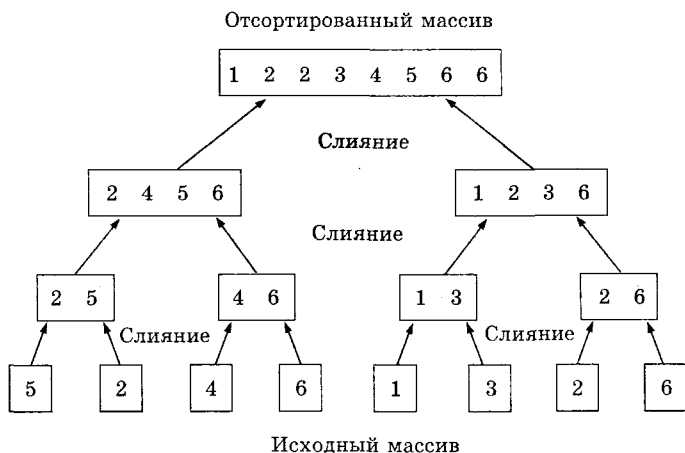 Отсортированный массив
1 2 2 3 4 5 6 6
Слияние
2 4 5 6
1 2 3 6
Слияние
2 5
4 6
1 3
2 6
Слияние
Слияние
5 2 4 6 1 3 2 6
Исходный массив